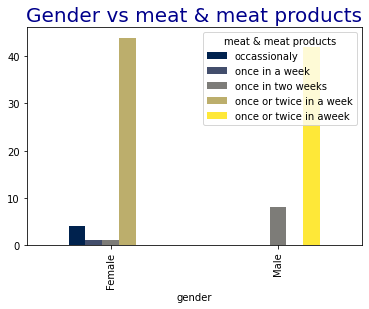 Gender vs meat & meat products
meat & meat products
occassionaly
once in a week
once in two weeks
once or twice in a week
once or twice in aweek
40
30
20
10
0
Female
Male
gender